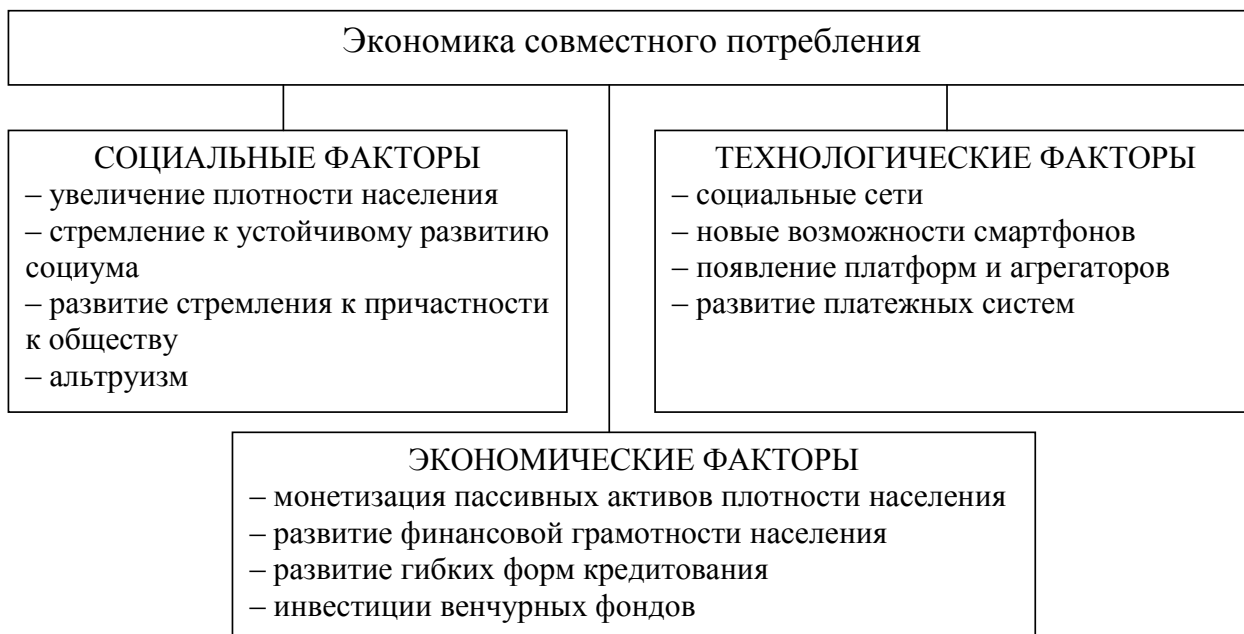 Экономика совместного потребления
СОЦИАЛЬНЫЕ ФАКТОРЫ
– увеличение плотности населения
– стремление к устойчивому развитию
социума
– развитие стремления к причастности
к обществу
– альтруизм
ТЕХНОЛОГИЧЕСКИЕ ФАКТОРЫ
– социальные сети
– новые возможности смартфонов
– появление платформ и агрегаторов
– развитие платежных систем
ЭКОНОМИЧЕСКИЕ ФАКТОРЫ
– монетизация пассивных активов плотности населения
– развитие финансовой грамотности населения
– развитие гибких форм кредитования
– инвестиции венчурных фондов